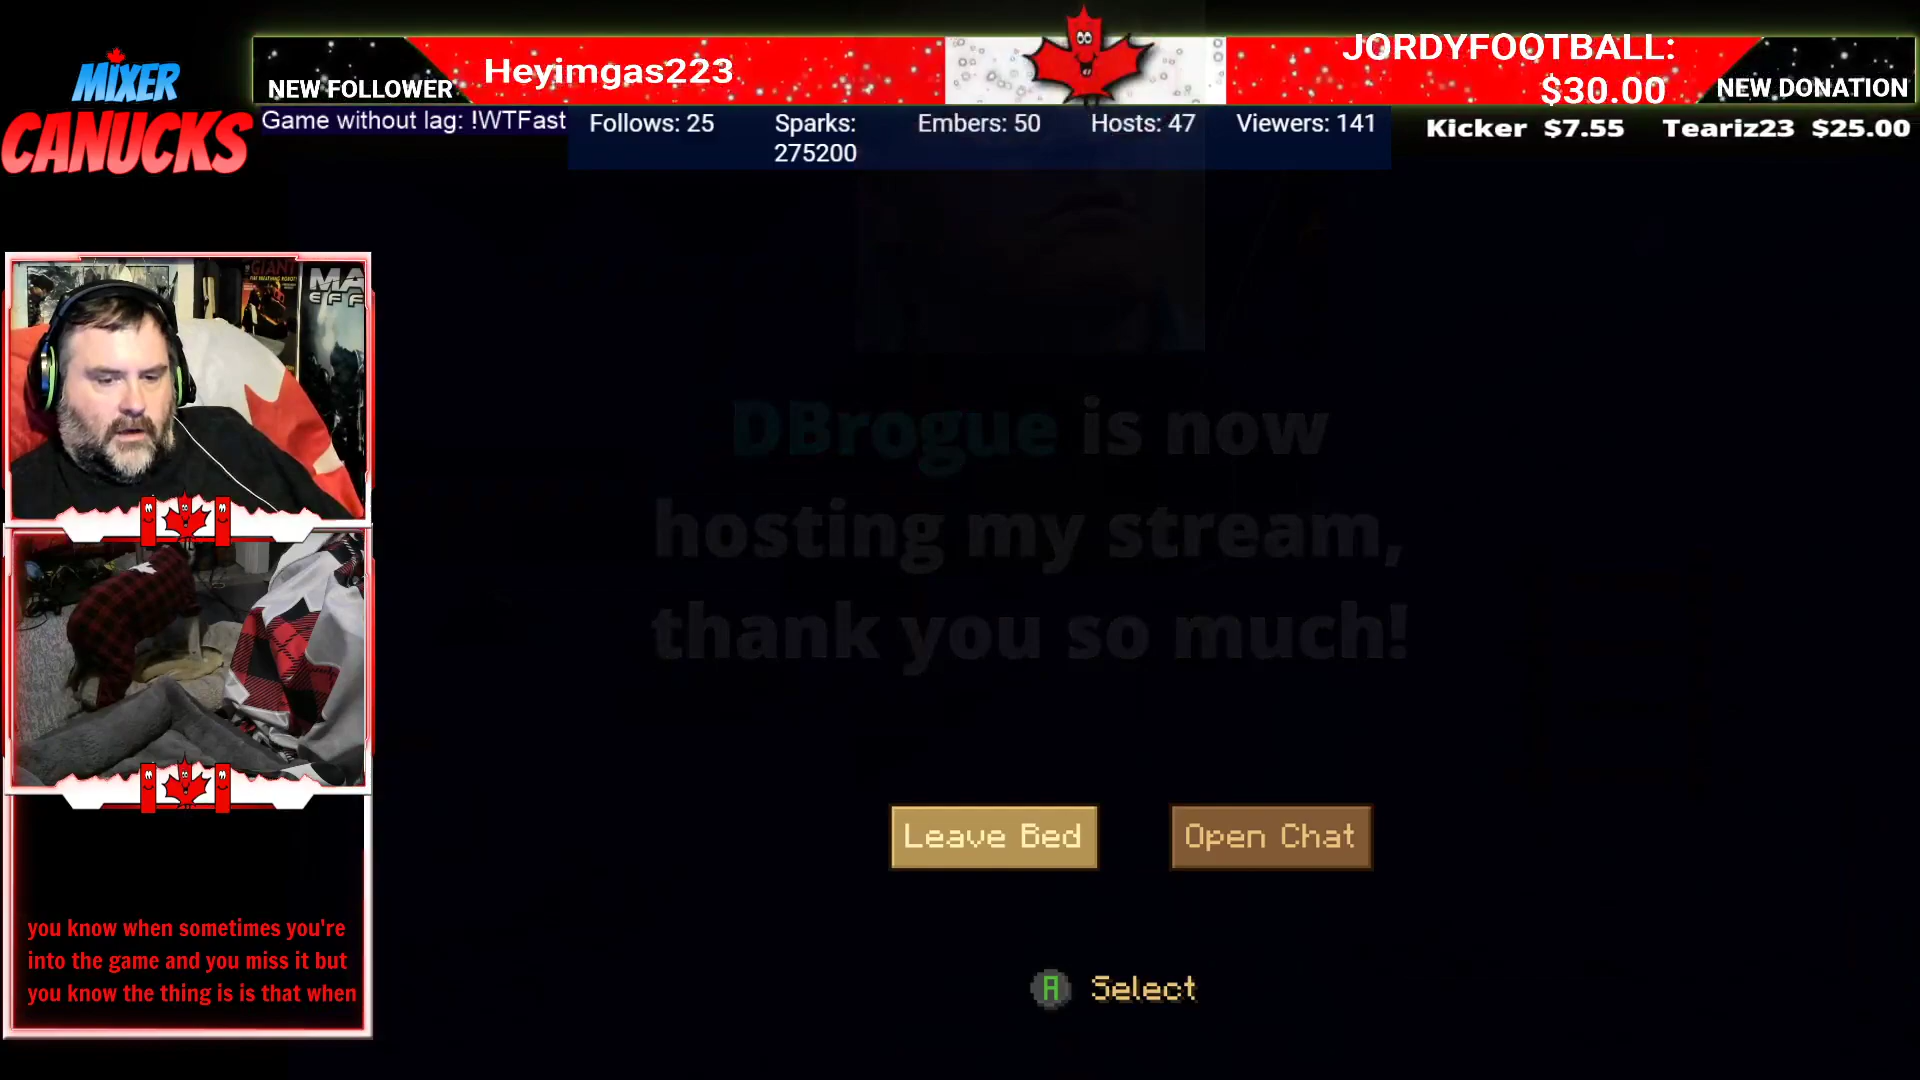 MIXER
CANUCKS
NEW FOLLOWER
Heyimgas223
JORDYFOOTBALL:
$30.00
NEW DONATION
Game without lag: !WTFast
Follows: 25
Sparks:
275200
Embers: 50
Hosts: 47
Viewers: 141
Kicker $7.55 Teariz23 $25.00
GIANT
MA
EFF
DBrogue is now
hosting my stream,
thank you so much!
Leave Bed
Open Chat
A Select
you know when sometimes you're
into the game and you miss it but
you know the thing is is that when